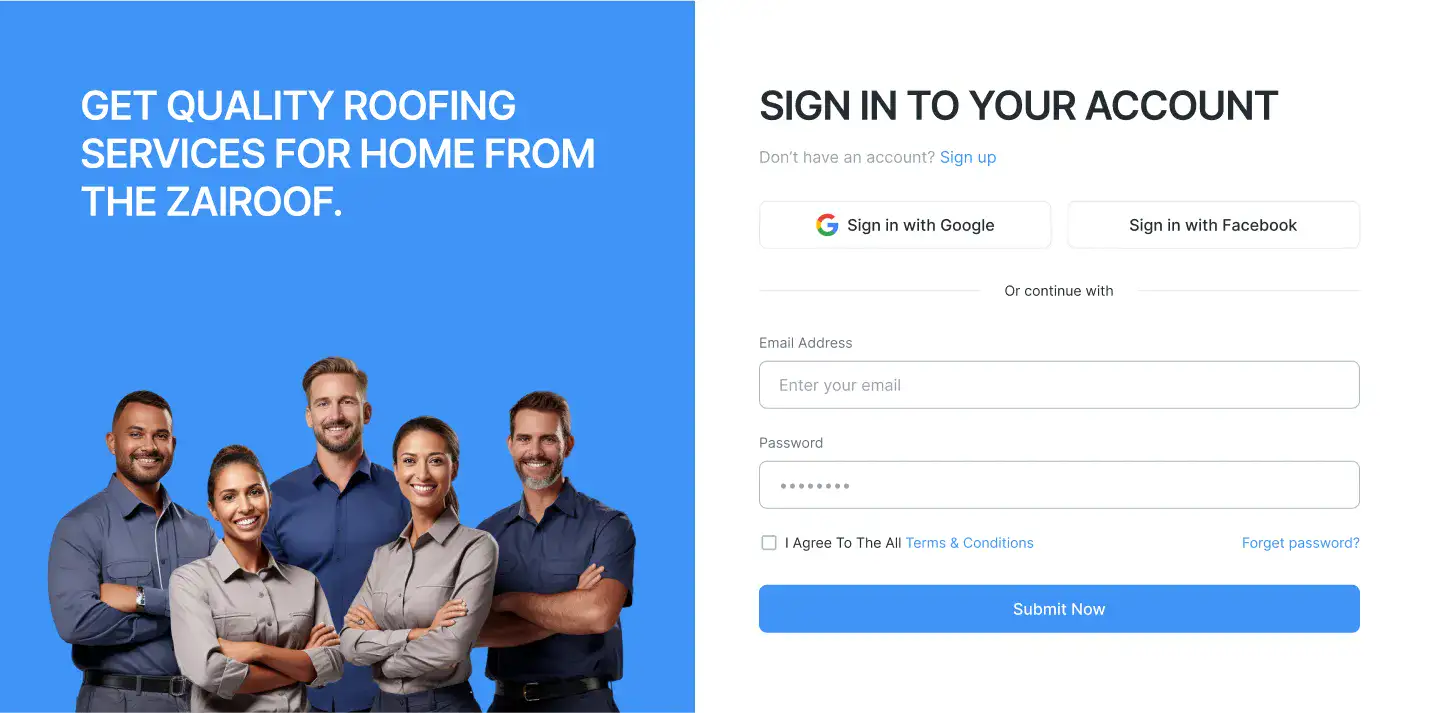 GET QUALITY ROOFING
SERVICES FOR HOME FROM
THE ZAIROOF.
SIGN IN TO YOUR ACCOUNT
Don’t have an account? Sign up
Sign in with Google
Sign in with Facebook
Or continue with
Email Address
Enter your email
Password
I Agree To The All Terms & Conditions
Forget password?
Submit Now